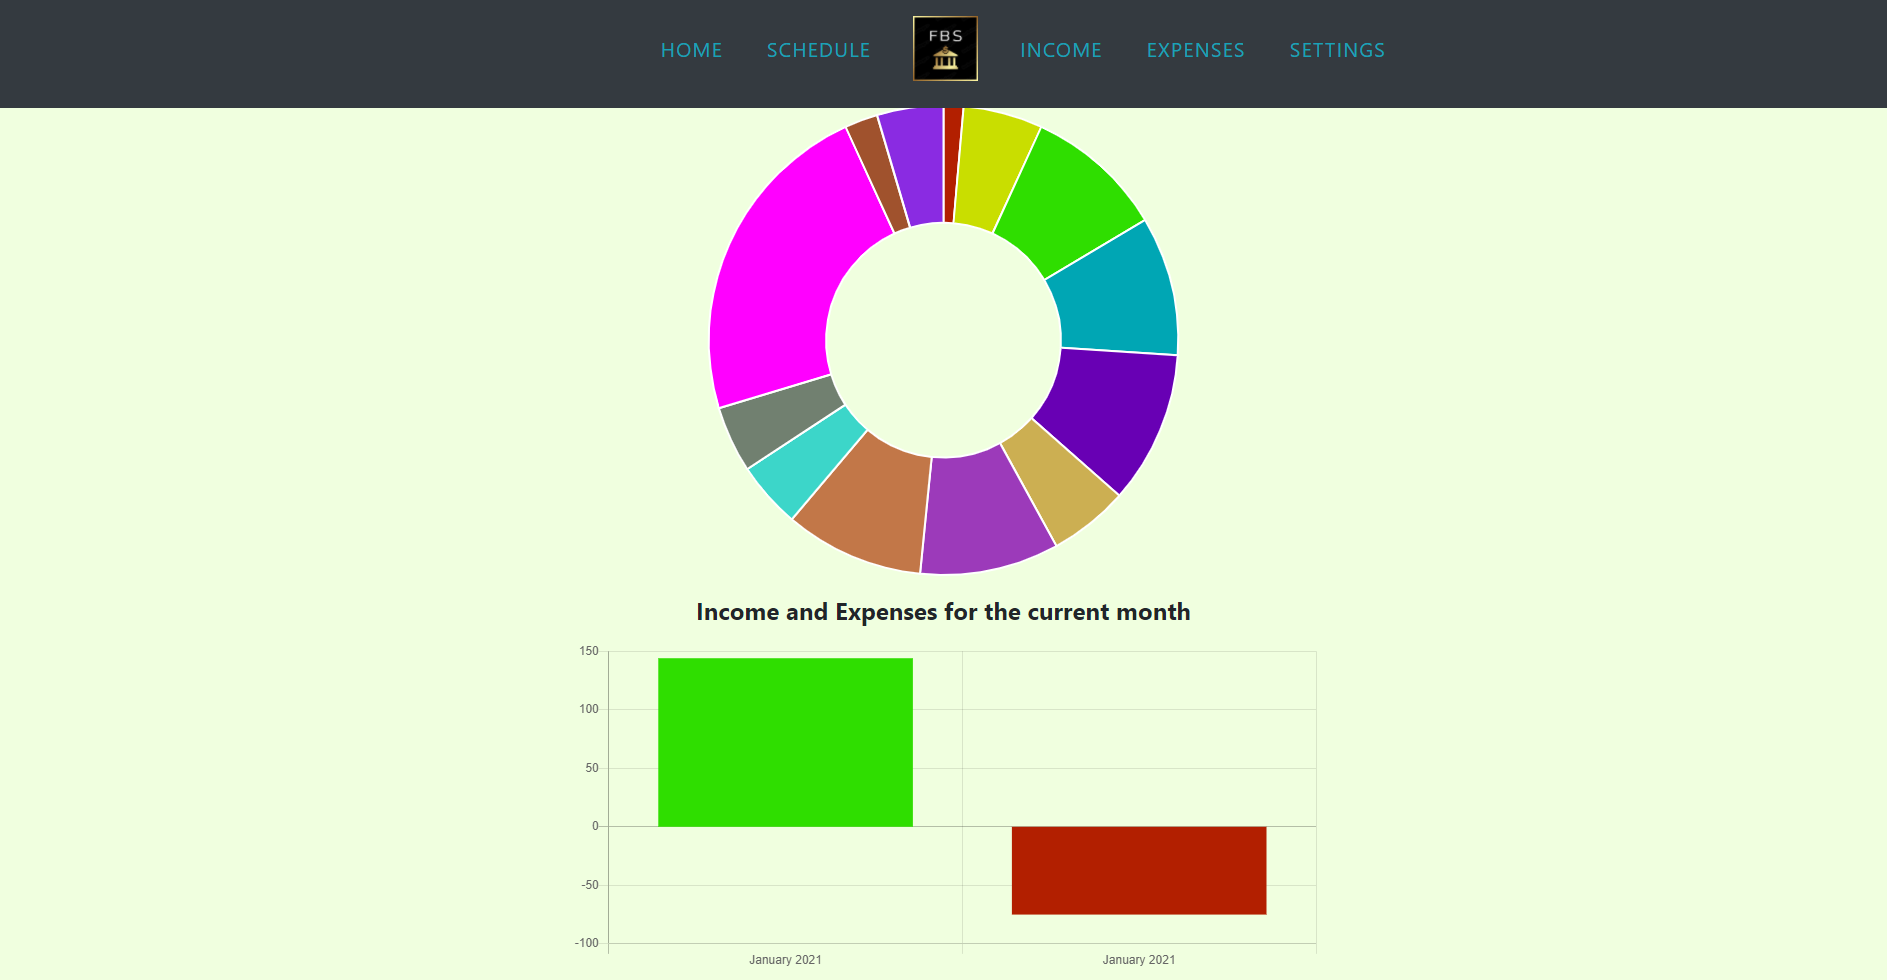 HOME SCHEDULE FBS INCOME EXPENSES SETTINGS
Income and Expenses for the current month
150
100
50
0
-50
-100
January 2021 January 2021